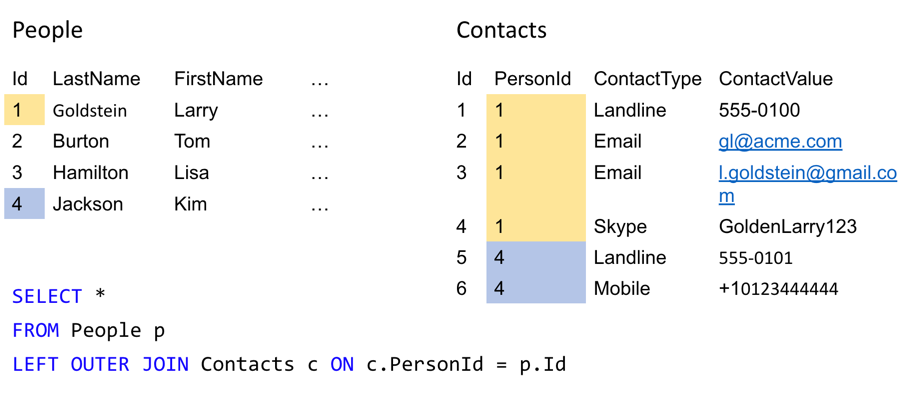 People
Id LastName FirstName ...
1 Goldstein Larry ...
2 Burton Tom ...
3 Hamilton Lisa ...
4 Jackson Kim ...
Contacts
Id PersonId ContactType ContactValue
1 1 Landline 555-0100
2 1 Email gl@acme.com
3 1 Email l.goldstein@gmail.co
m
4 1 Skype GoldenLarry123
5 4 Landline 555-0101
6 4 Mobile +10123444444
SELECT *
FROM People p
LEFT OUTER JOIN Contacts c ON c.PersonId = p.Id